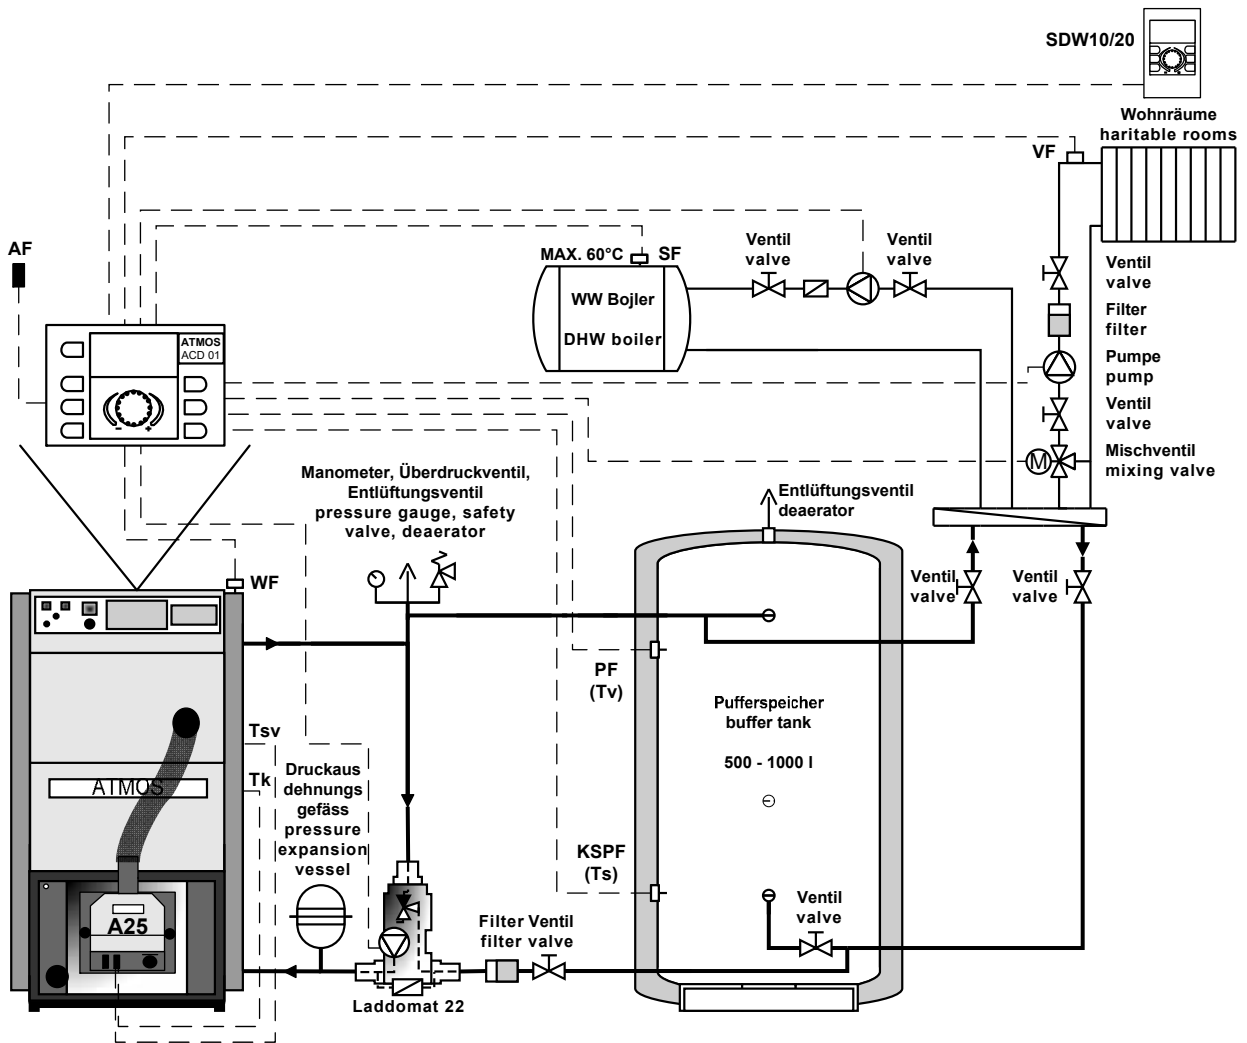 SDW10/20
Wohnräume
haritable rooms
VF
AF
MAX. 60°C
SF
Ventil
valve
Ventil
valve
Ventil
valve
WW Bojler
DHW boiler
Filter
filter
ATMOS
ACD 01
Pumpe
pump
Ventil
valve
M
Mischventil
mixing valve
Manometer, Überdruckventil,
Entlüftungsventil
pressure gauge, safety
valve, deaerator
Entlüftungsventil
deaerator
WF
Ventil
valve
Ventil
valve
PF
(Tv)
Pufferspeicher
buffer tank
500 - 1000 l
Tsv
Tk
ATMOS
Druckaus
dehnungs
gefäss
pressure
expansion
vessel
KSPF
(Ts)
Ventil
valve
A25
Filter Ventil
filter valve
Laddomat 22